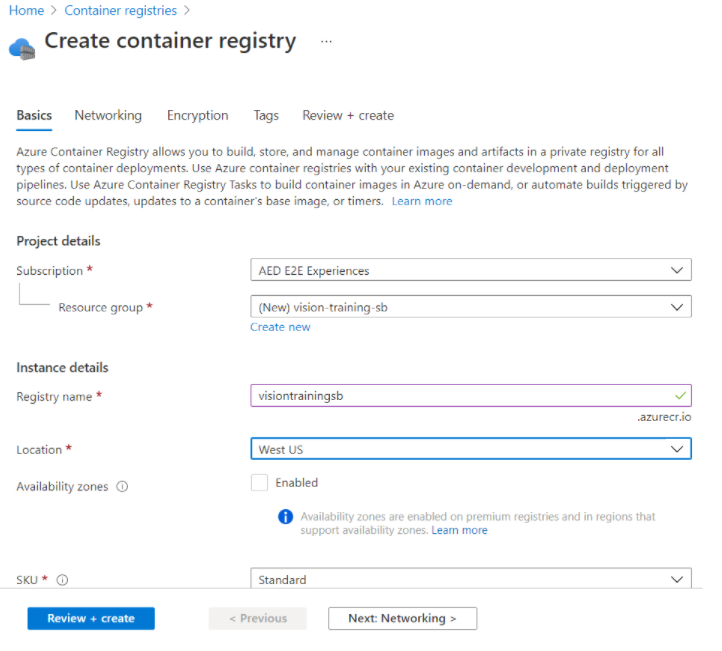 Home > Container registries >
Create container registry ...
Basics Networking Encryption Tags Review + create
Azure Container Registry allows you to build, store, and manage container images and artifacts in a private registry for all
types of container deployments. Use Azure container registries with your existing container development and deployment
pipelines. Use Azure Container Registry Tasks to build container images in Azure on-demand, or automate builds triggered by
source code updates, updates to a container's base image, or timers. Learn more
Project details
Subscription * AED E2E Experiences
Resource group * (New) vision-training-sb
Create new
Instance details
Registry name * visiontrainingsb
.azurecr.io
Location * West US
Availability zones Enabled
Availability zones are enabled on premium registries and in regions that
support availability zones. Learn more
SKU * Standard
Review + create < Previous Next: Networking >